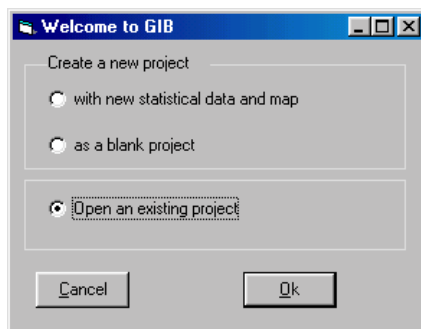 Welcome to GIB
Create a new project
with new statistical data and map
as a blank project
Open an existing project
Cancel
Ok